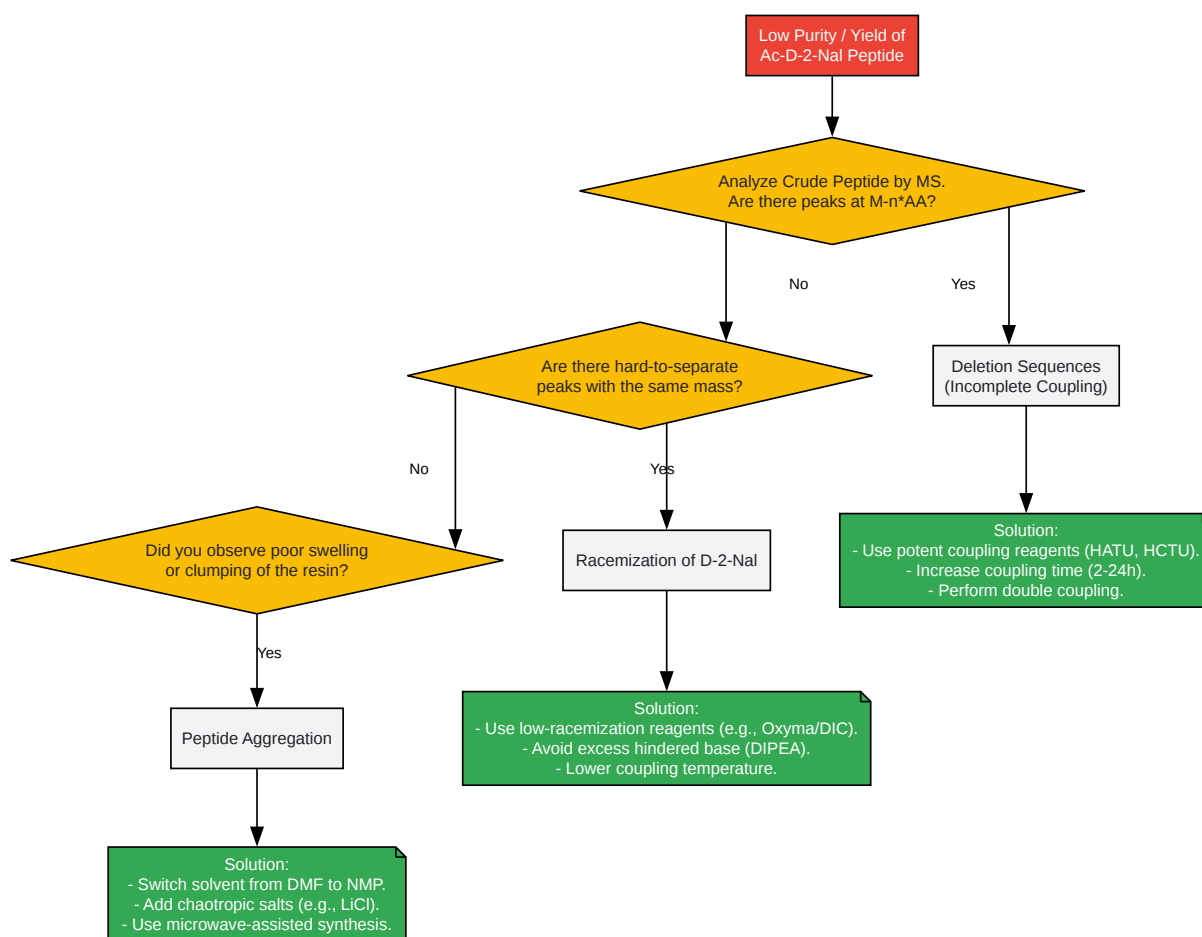 Low Purity / Yield of
Ac-D-2-Nal Peptide
Analyze Crude Peptide by MS.
Are there peaks at M-n*AA?
No
Yes
Are there hard-to-separate
peaks with the same mass?
Deletion Sequences
(Incomplete Coupling)
No
Yes
Did you observe poor swelling
or clumping of the resin?
Racemization of D-2-Nal
Solution:
- Use potent coupling reagents (HATU, HCTU).
- Increase coupling time (2-24h).
- Perform double coupling.
Yes
Peptide Aggregation
Solution:
- Use low-racemization reagents (e.g., Oxyma/DIC).
- Avoid excess hindered base (DIPEA).
- Lower coupling temperature.
Solution:
- Switch solvent from DMF to NMP.
- Add chaotropic salts (e.g., LiCl).
- Use microwave-assisted synthesis.